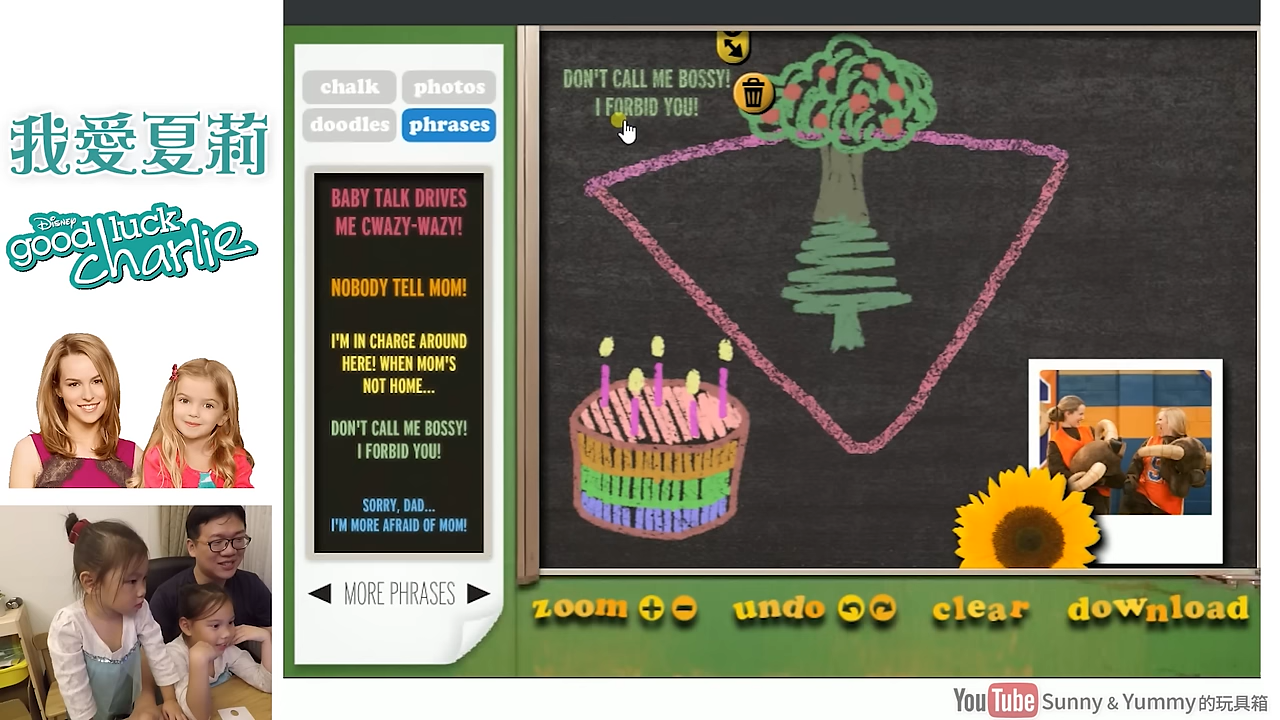 我愛夏莉
Disney
good luck
charlie
chalk
photos
doodles
phrases
BABY TALK DRIVES
ME CWAZY-WAZY!
NOBODY TELL MOM!
I'M IN CHARGE AROUND
HERE! WHEN MOM'S
NOT HOME...
DON'T CALL ME BOSSY!
I FORBID YOU!
SORRY, DAD...
I'M MORE AFRAID OF MOM!
MORE PHRASES
DON'T CALL ME BOSSY!
I FORBID YOU!
zoom
undo
clear
download
YouTube Sunny & Yummy的玩具箱